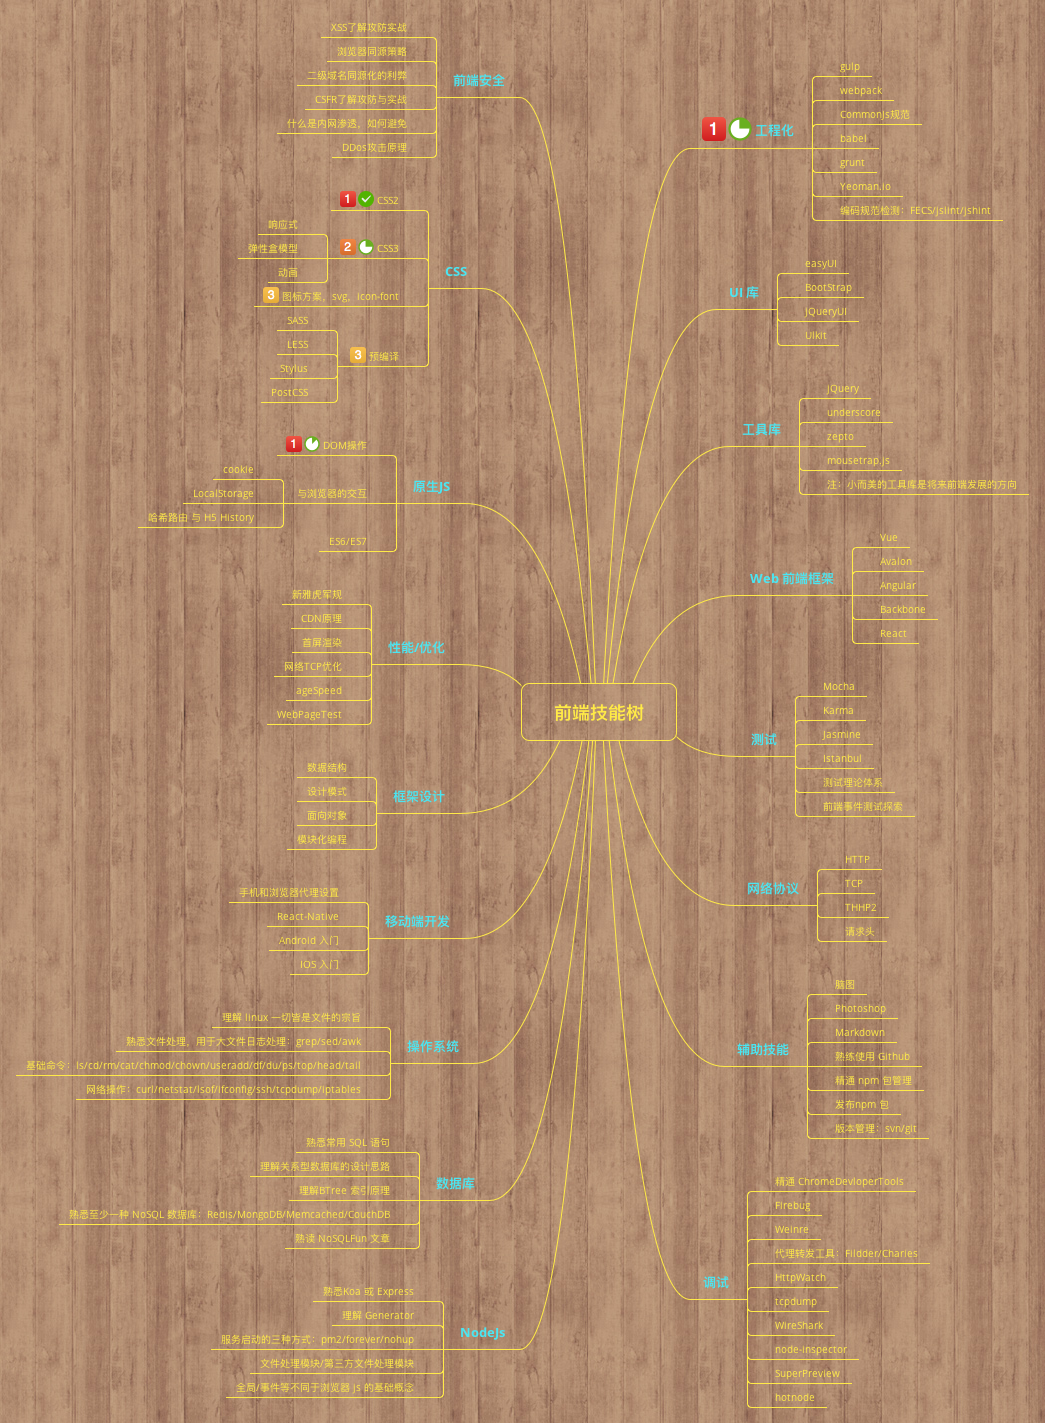 前端技能树
前端安全
XSS了解攻防实战
浏览器同源策略
二级域名同源化的利弊
CSFR了解攻防与实战
什么是内网渗透，如何避免
DDos攻击原理
CSS
1 CSS2
2 CSS3
响应式
弹性盒模型
动画
3 图标方案，svg，icon-font
3 预编译
SASS
LESS
Stylus
PostCSS
原生JS
1 DOM操作
与浏览器的交互
cookie
LocalStorage
哈希路由 与 H5 History
ES6/ES7
性能/优化
新雅虎军规
CDN原理
首屏渲染
网络TCP优化
ageSpeed
WebPageTest
框架设计
数据结构
设计模式
面向对象
模块化编程
移动端开发
手机和浏览器代理设置
React-Native
Android 入门
IOS 入门
操作系统
理解 linux 一切皆是文件的宗旨
熟悉文件处理，用于大文件日志处理：grep/sed/awk
基础命令：ls/cd/rm/cat/chmod/chown/useradd/df/du/ps/top/head/tail
网络操作：curl/netstat/lsof/ifconfig/ssh/tcpdump/iptables
数据库
熟悉常用 SQL 语句
理解关系型数据库的设计思路
理解BTree 索引原理
熟悉至少一种 NoSQL 数据库：Redis/MongoDB/Memcached/CouchDB
熟读 NoSQLFun 文章
NodeJs
熟悉Koa 或 Express
理解 Generator
服务启动的三种方式：pm2/forever/nohup
文件处理模块/第三方文件处理模块
全局/事件等不同于浏览器 js 的基础概念
1 工程化
gulp
webpack
Commonjs规范
babel
grunt
Yeoman.io
编码规范检测：FECS/jslint/jshint
UI 库
easyUI
BootStrap
jQueryUI
Uikit
工具库
jQuery
underscore
zepto
mousetrap.js
注：小而美的工具库是将来前端发展的方向
Web 前端框架
Vue
Avalon
Angular
Backbone
React
测试
Mocha
Karma
Jasmine
Istanbul
测试理论体系
前端事件测试探索
网络协议
HTTP
TCP
THHP2
请求头
辅助技能
脑图
Photoshop
Markdown
熟练使用 Github
精通 npm 包管理
发布npm 包
版本管理：svn/git
调试
精通 ChromeDevloperTools
Firebug
Weinre
代理转发工具：Fildder/Charles
HttpWatch
tcpdump
WireShark
node-inspector
SuperPreview
hotnode